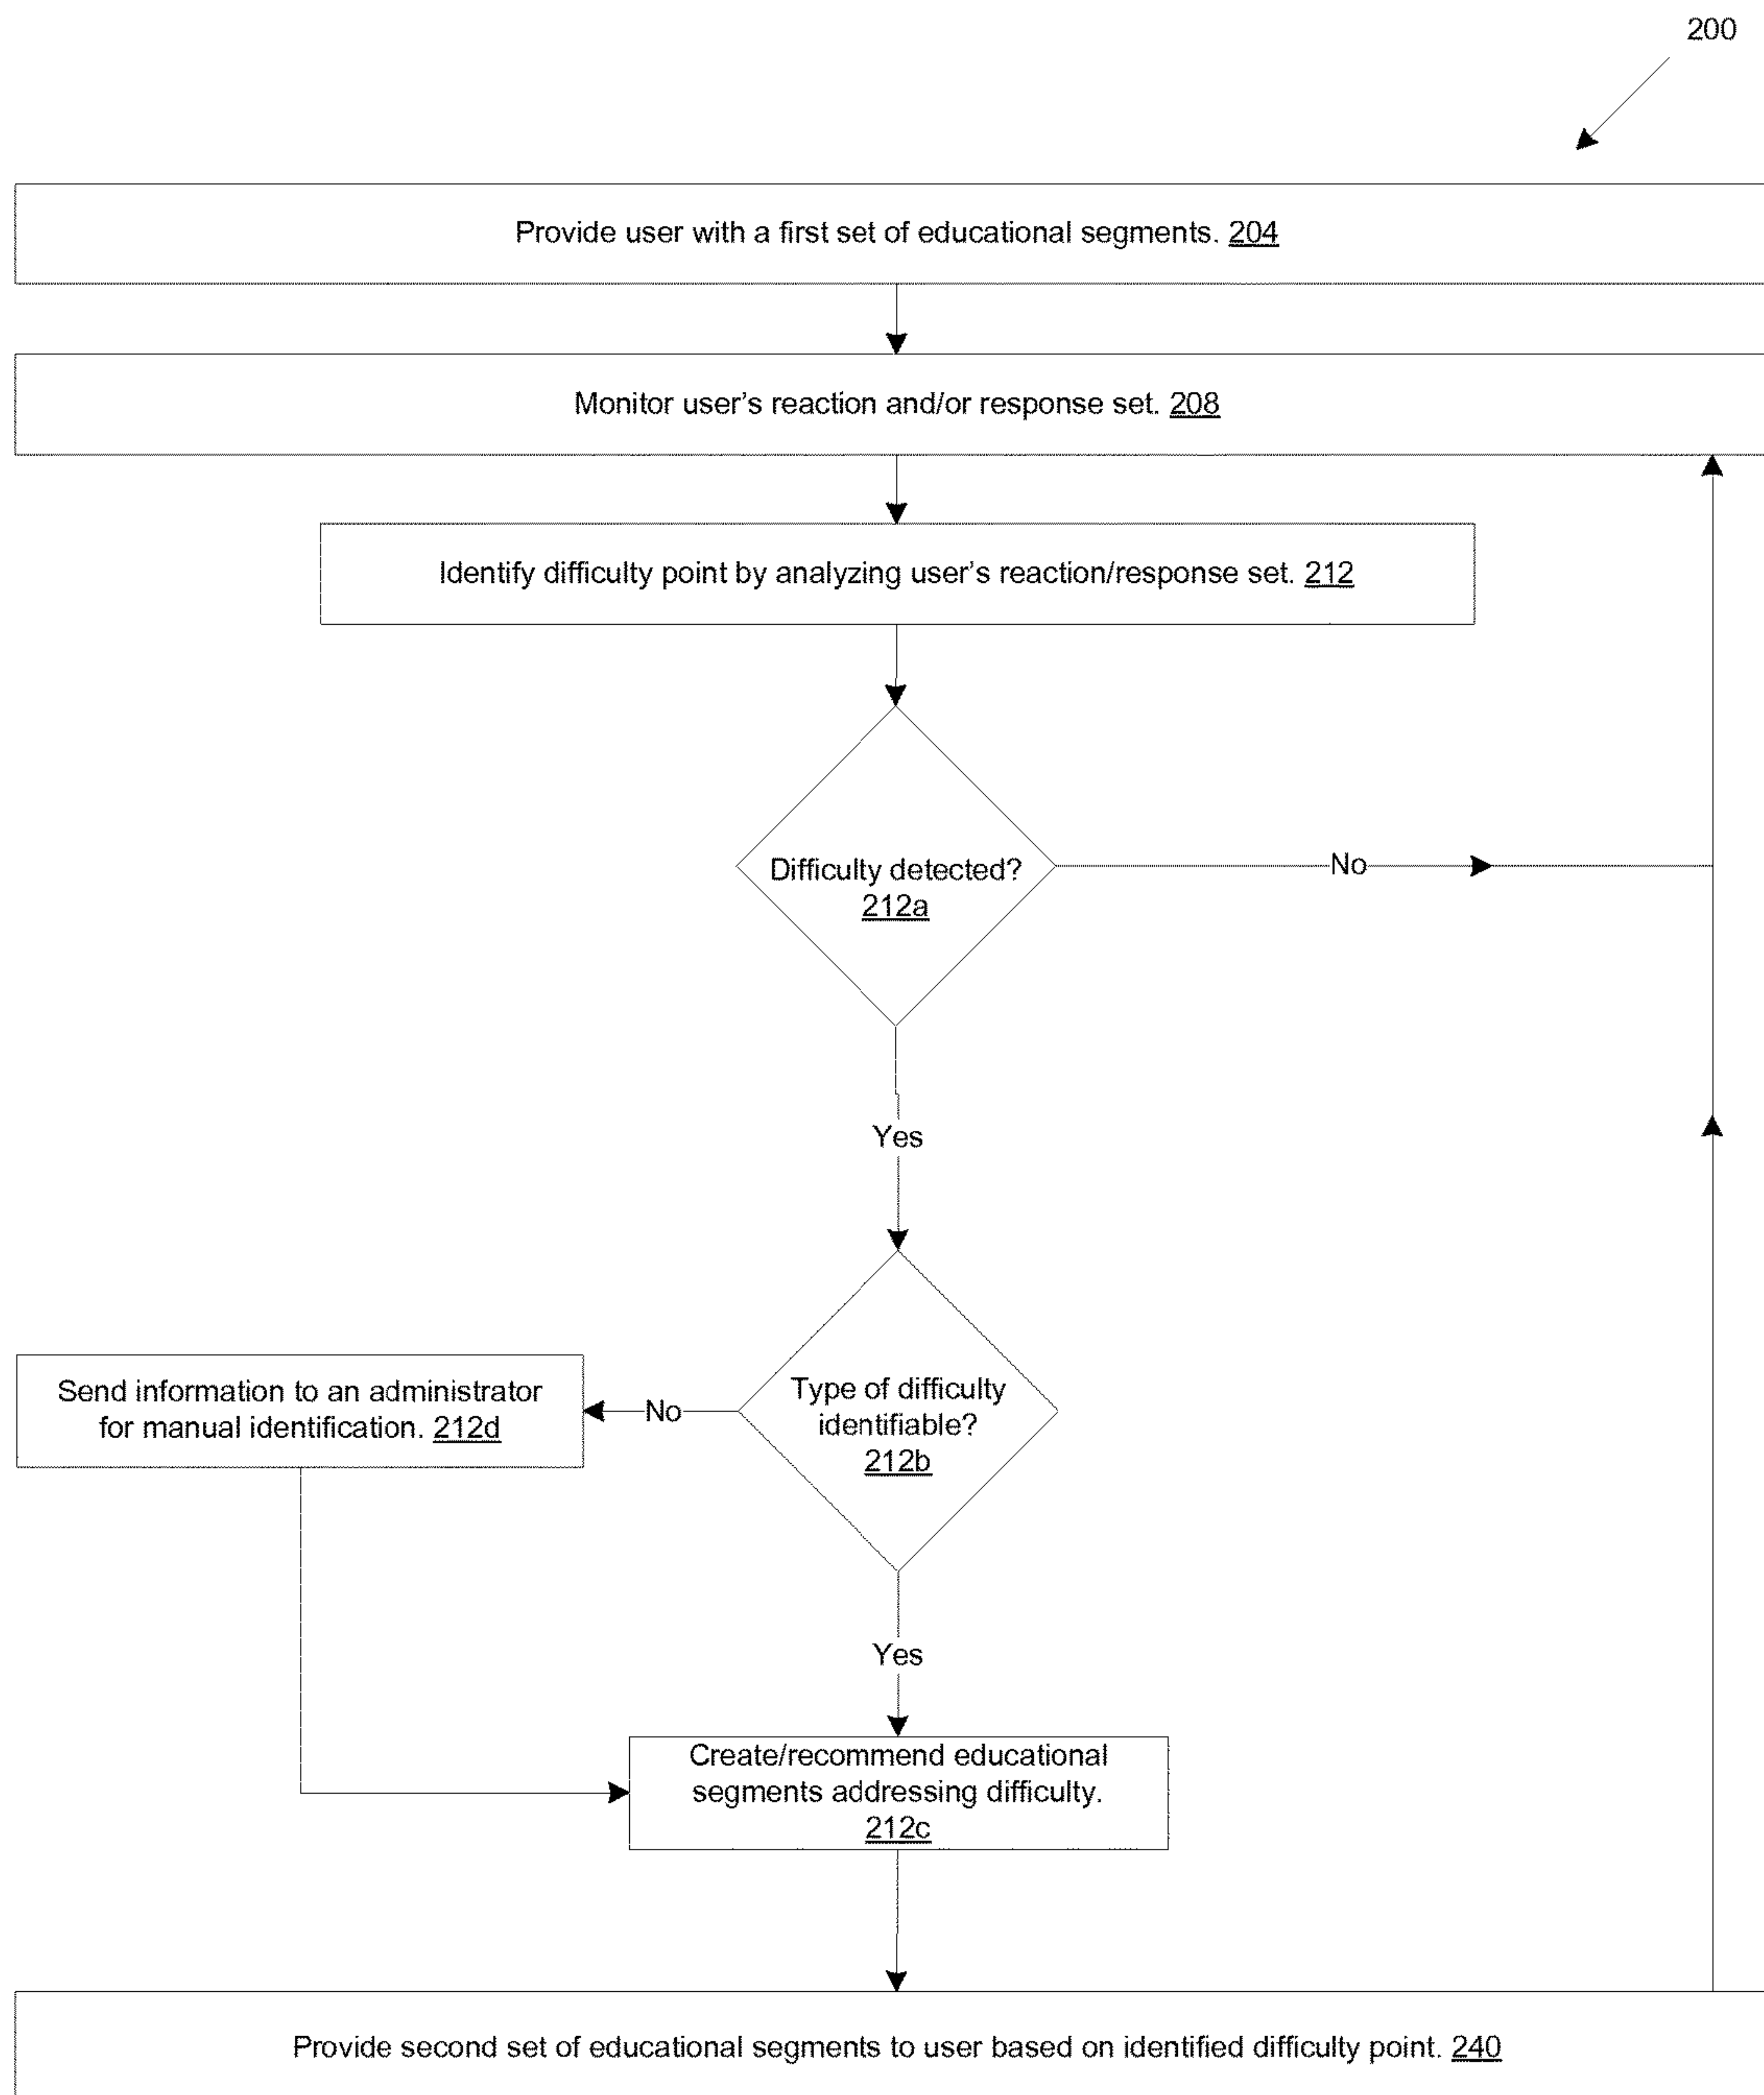 200
Provide user with a first set of educational segments. 204
Monitor user's reaction and/or response set. 208
Identify difficulty point by analyzing user's reaction/response set. 212
Difficulty detected?
212a
No
Yes
Type of difficulty
identifiable?
212b
No
Send information to an administrator
for manual identification. 212d
Yes
Create/recommend educational
segments addressing difficulty.
212c
Provide second set of educational segments to user based on identified difficulty point. 240